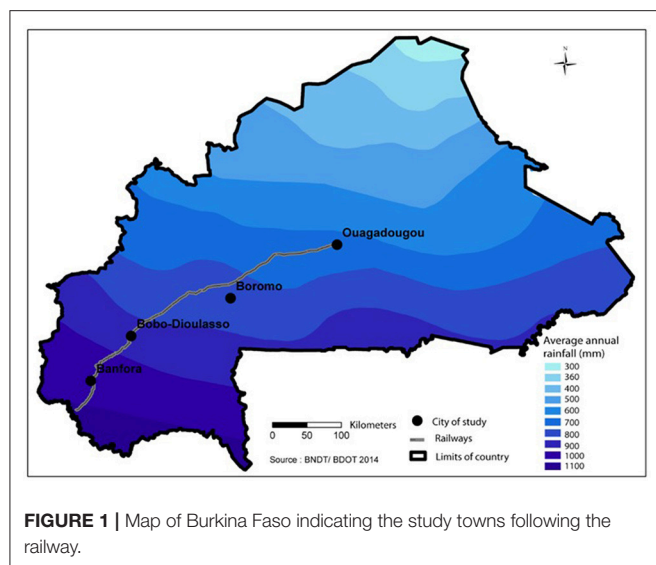 N
Ouagadougou
Boromo
Bobo-Dioulasso
Banfora
Average annual
rainfall (mm)
300
360
400
500
600
700
800
900
1000
1100
Kilometers
0 50 100
Source : BNDT/ BDOT 2014
City of study
Railways
Limits of country
FIGURE 1 | Map of Burkina Faso indicating the study towns following the
railway.